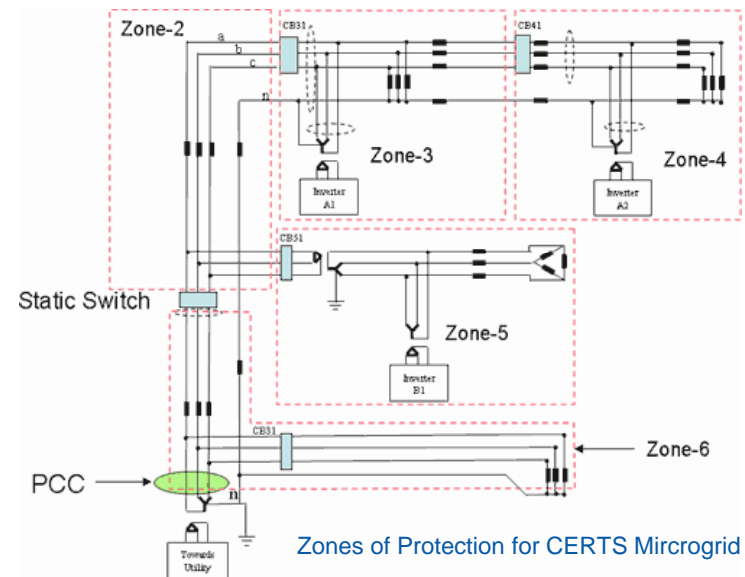 Zone-2
a
b
c
n
CB31
CB41
Zone-3
Zone-4
Inverter
A1
Inverter
A2
CB51
Static Switch
Zone-5
Inverter
B1
CB31
Zone-6
PCC
n
Towards
Utility
Zones of Protection for CERTS Mircrogrid